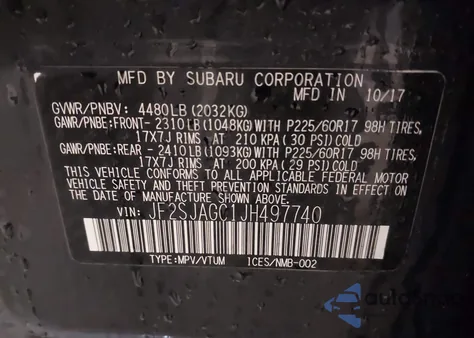 MFD BY SUBARU CORPORATION
MFD IN 10/17
GVWR/PNBV: 4480LB(2032KG)
GAWR/PNBE:FRONT-2310LB(1048KG)WITH P225/60R17 98H TIRES,
17X7J RIMS AT 210 KPA(30 PSI)COLD
GAWR/PNBE:REAR -2410LB(1093KG)WITH P225/60R17 98H TIRES,
17X7J RIMS AT 200 KPA(29 PSI)COLD
THIS VEHICLE CONFORMS TO ALL APPLICABLE FEDERAL MOTOR
VEHICLE SAFETY AND THEFT PREVENTION STANDARDS IN EFFECT ON
THE DATE OF MANUFACTURE SHOWN ABOVE.
VIN: JF2SJAGC1JH497740
TYPE:MPV/VTUM ICES/NMB-002